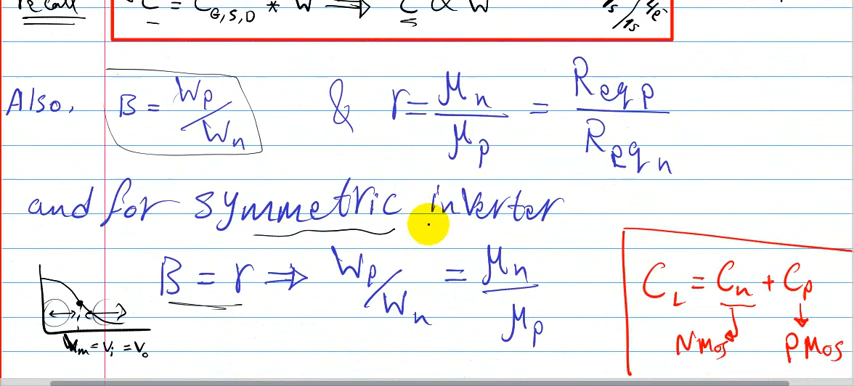 recall C = C_G,S,D * W ⟹ C ∝ W
Also, B = Wp/Wn & r = μn/μp = Reqp/Reqn
and for symmetric inverter
B = r ⟹ Wp/Wn = μn/μp
CL = Cn + Cp
NMos PMos
Vm = Vi = Vo